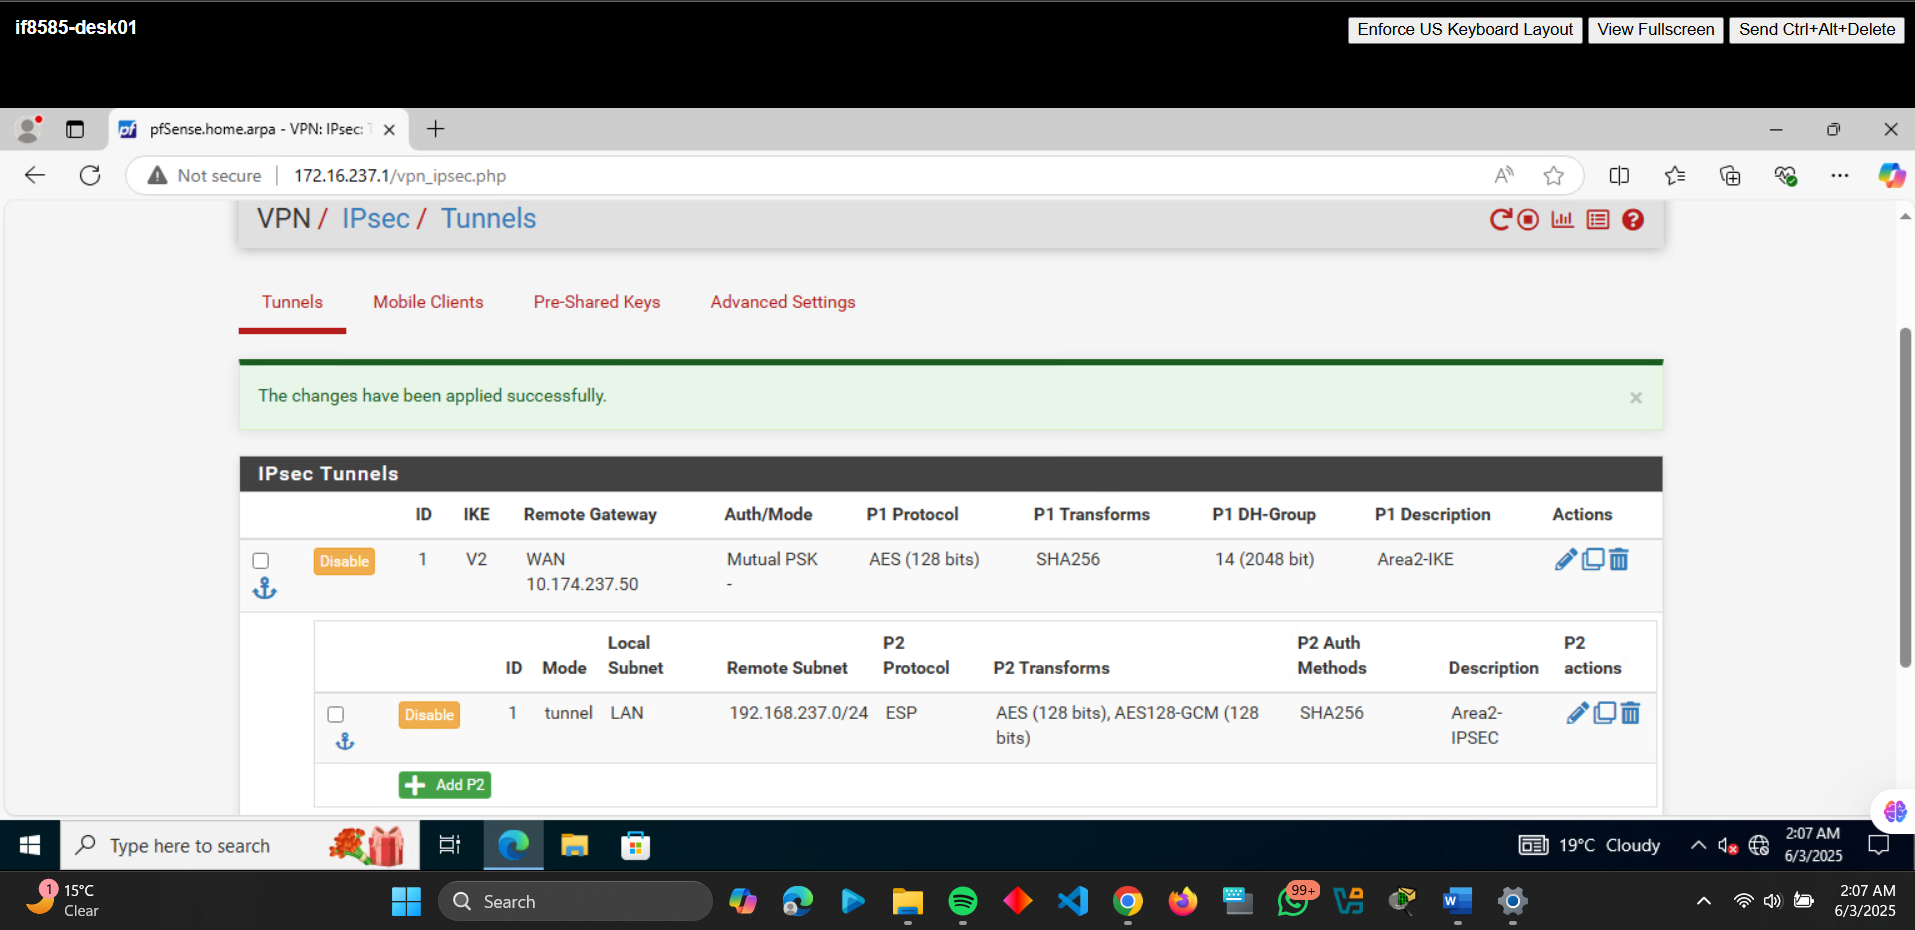 if8585-desk01
Enforce US Keyboard Layout View Fullscreen Send Ctrl+Alt+Delete
pfSense.home.arpa - VPN: IPsec:
Not secure 172.16.237.1/vpn_ipsec.php
VPN / IPsec / Tunnels
Tunnels Mobile Clients Pre-Shared Keys Advanced Settings
The changes have been applied successfully.
IPsec Tunnels
ID IKE Remote Gateway Auth/Mode P1 Protocol P1 Transforms P1 DH-Group P1 Description Actions
Disable 1 V2 WAN Mutual PSK AES (128 bits) SHA256 14 (2048 bit) Area2-IKE
10.174.237.50 -
Local P2 P2 Auth P2
ID Mode Subnet Remote Subnet Protocol P2 Transforms Methods Description actions
Disable 1 tunnel LAN 192.168.237.0/24 ESP AES (128 bits), AES128-GCM (128 SHA256 Area2-
bits) IPSEC
Add P2
Type here to search 19°C Cloudy 2:07 AM
6/3/2025
1 15°C Search 99+ 2:07 AM
Clear 6/3/2025